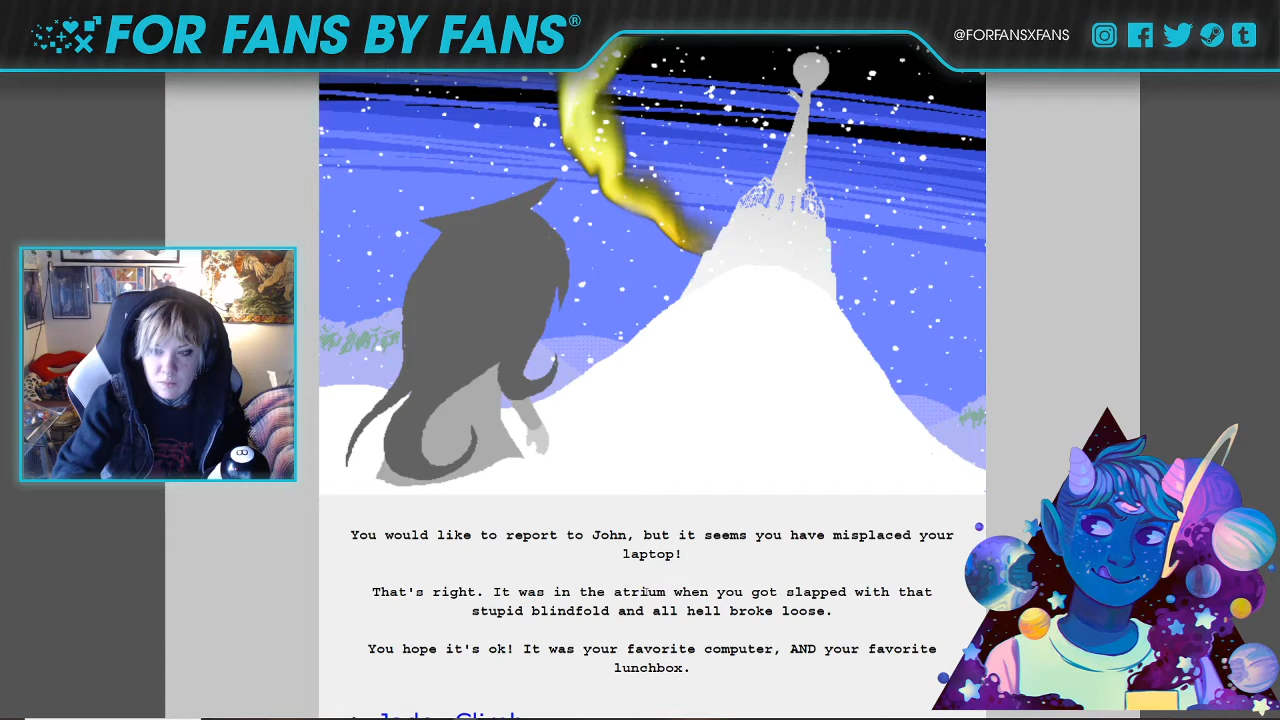 FOR FANS BY FANS®
@FORFANSXFANS
You would like to report to John, but it seems you have misplaced your
laptop!
That's right. It was in the atrium when you got slapped with that
stupid blindfold and all hell broke loose.
You hope it's ok! It was your favorite computer, AND your favorite
lunchbox.